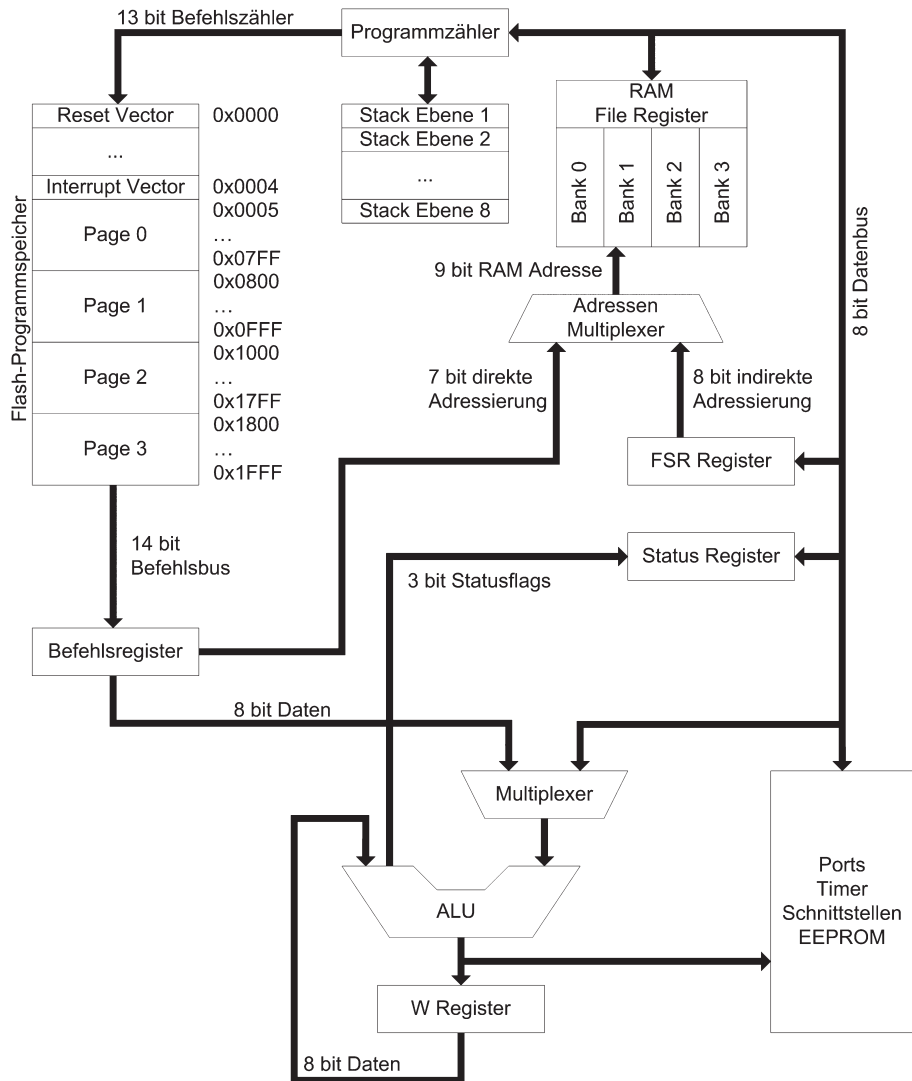 13 bit Befehlszähler
Programmzähler
Reset Vector
0x0000
...
Interrupt Vector
0x0004
Page 0
0x0005
...
0x07FF
Page 1
0x0800
...
0x0FFF
Page 2
0x1000
...
0x17FF
Page 3
0x1800
...
0x1FFF
Flash-Programmspeicher
Stack Ebene 1
Stack Ebene 2
...
Stack Ebene 8
RAM
File Register
Bank 0
Bank 1
Bank 2
Bank 3
9 bit RAM Adresse
Adressen
Multiplexer
8 bit Datenbus
7 bit direkte
Adressierung
8 bit indirekte
Adressierung
FSR Register
14 bit
Befehlsbus
Status Register
3 bit Statusflags
Befehlsregister
8 bit Daten
Multiplexer
ALU
Ports
Timer
Schnittstellen
EEPROM
W Register
8 bit Daten